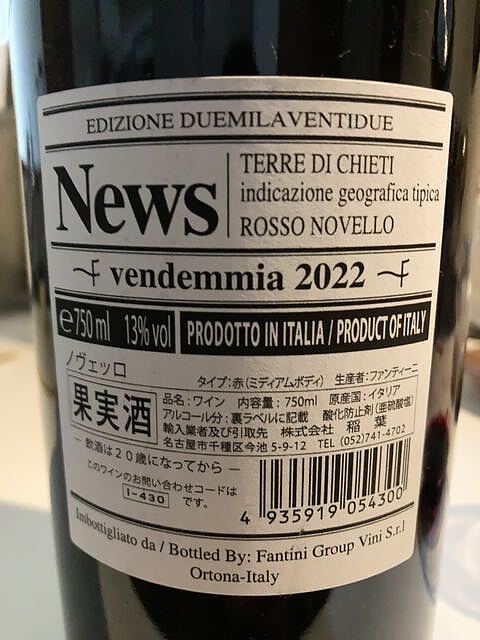 EDIZIONE DUEMILAVENTIDUE
News
TERRE DI CHIETI
indicazione geografica tipica
ROSSO NOVELLO
vendemmia 2022
e 750 ml 13% vol
PRODOTTO IN ITALIA / PRODUCT OF ITALY
ノヴェッロ
タイプ:赤(ミディアムボディ) 生産者:ファンティーニ
果実酒
品名:ワイン 内容量:750ml 原産国:イタリア
アルコール分:裏ラベルに記載 酸化防止剤(亜硫酸塩)
輸入業者及び引取先 株式会社 稲葉
名古屋市千種区今池5-9-12 TEL (052)741-4702
― 飲酒は20歳になってから ―
このワインのお問い合わせコードは
I-430 です。
4 935919 054300
Imbottigliato da / Bottled By: Fantini Group Vini S.r.l
Ortona-Italy